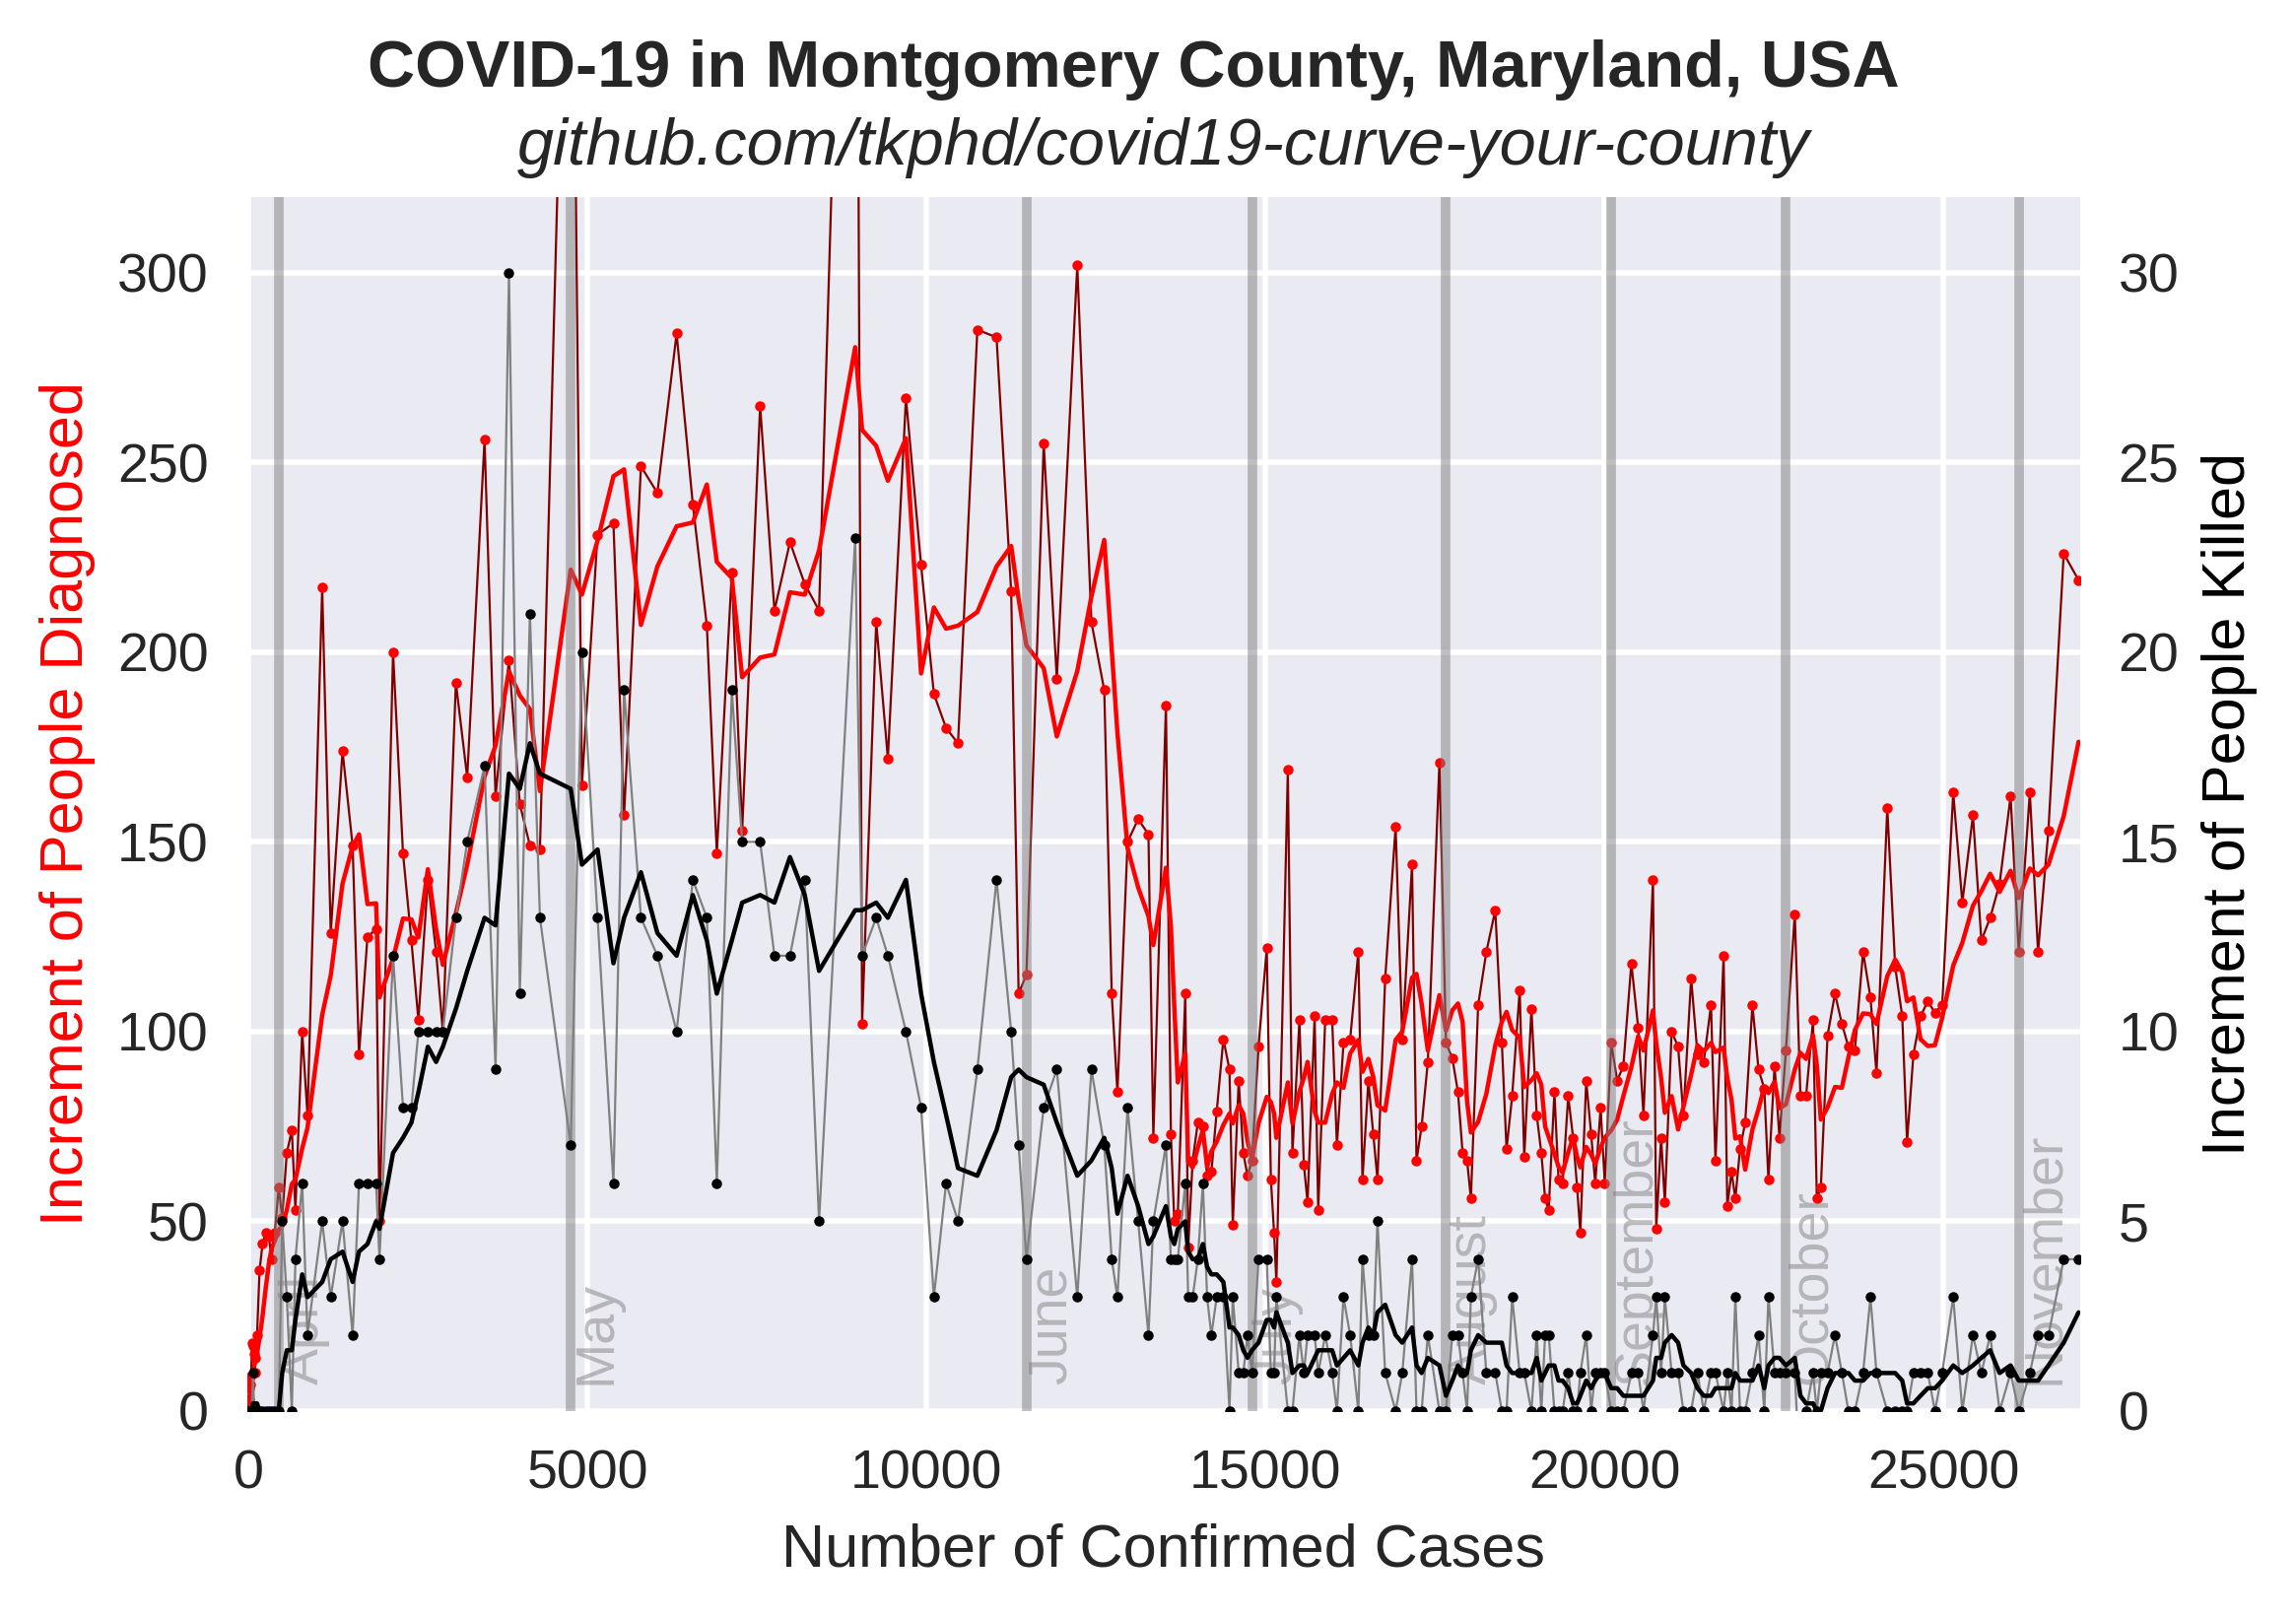 COVID-19 in Montgomery County, Maryland, USA
github.com/tkphd/covid19-curve-your-county
Increment of People Diagnosed
300
250
200
150
100
50
0
April
May
June
July
August
September
October
November
30
25
20
15
10
5
0
Increment of People Killed
0
5000
10000
15000
20000
25000
Number of Confirmed Cases